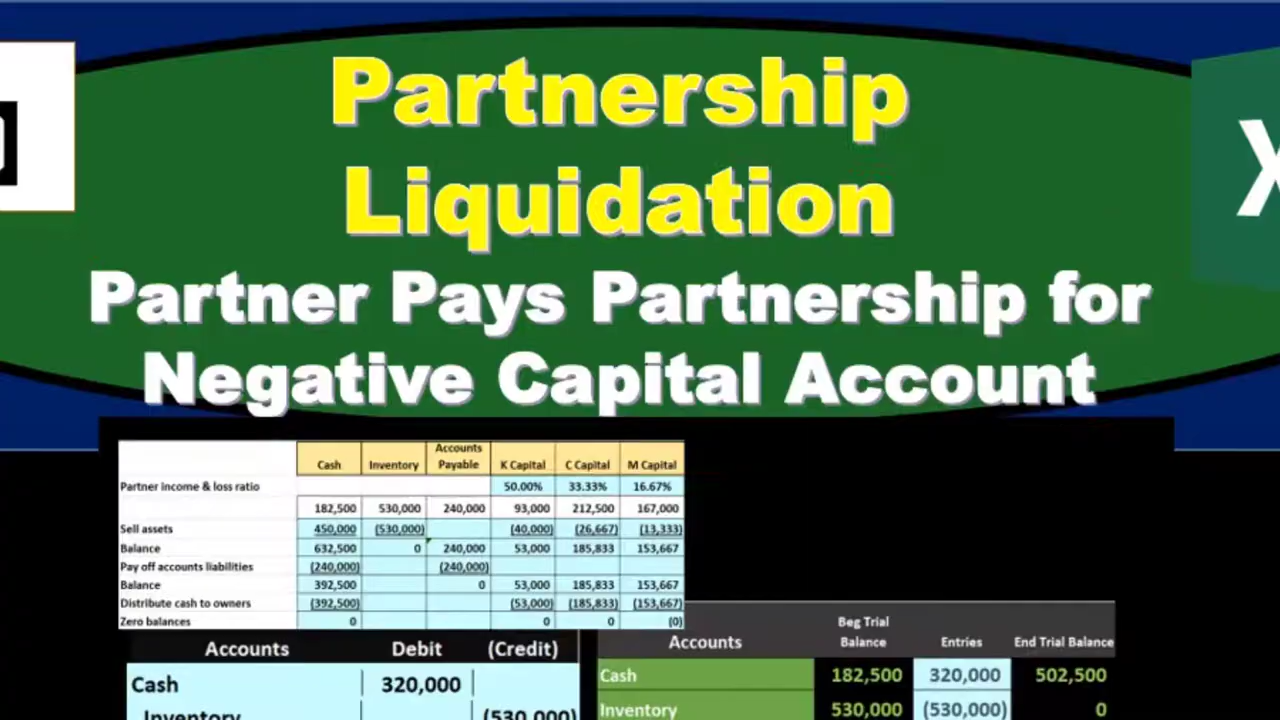 Partnership
Liquidation
Partner Pays Partnership for
Negative Capital Account
Cash Inventory Accounts Payable K Capital C Capital M Capital
Partner income & loss ratio 50.00% 33.33% 16.67%
182,500 530,000 240,000 93,000 212,500 167,000
Sell assets 450,000 (530,000) (40,000) (26,667) (13,333)
Balance 632,500 0 240,000 53,000 185,833 153,667
Pay off accounts liabilities (240,000) (240,000)
Balance 392,500 0 53,000 185,833 153,667
Distribute cash to owners (392,500) (53,000) (185,833) (153,667)
Zero balances 0 0 0 (0)
Accounts Debit (Credit)
Cash 320,000
Inventory (530,000)
Accounts Beg Trial Balance Entries End Trial Balance
Cash 182,500 320,000 502,500
Inventory 530,000 (530,000) 0